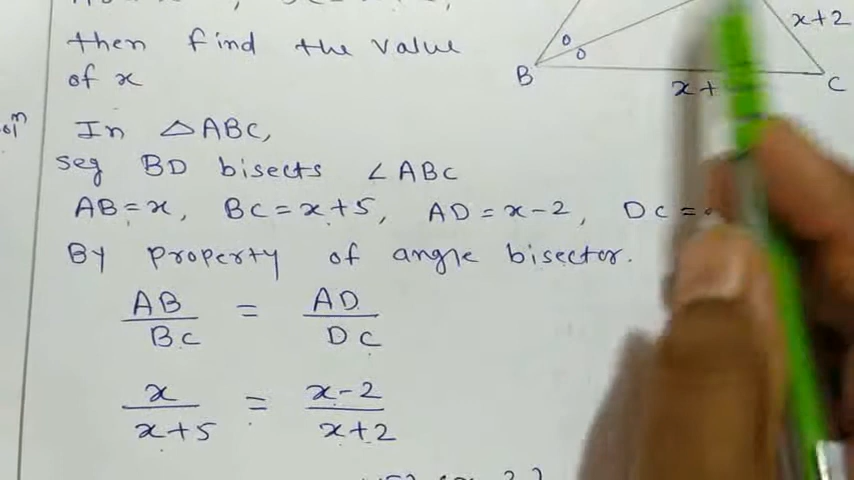 then find the value
of x
In △ABC,
seg BD bisects ∠ABC
AB = x, BC = x+5, AD = x-2, DC =
By property of angle bisector.
AB/BC = AD/DC
x/x+5 = x-2/x+2
x+2
B
C
x+